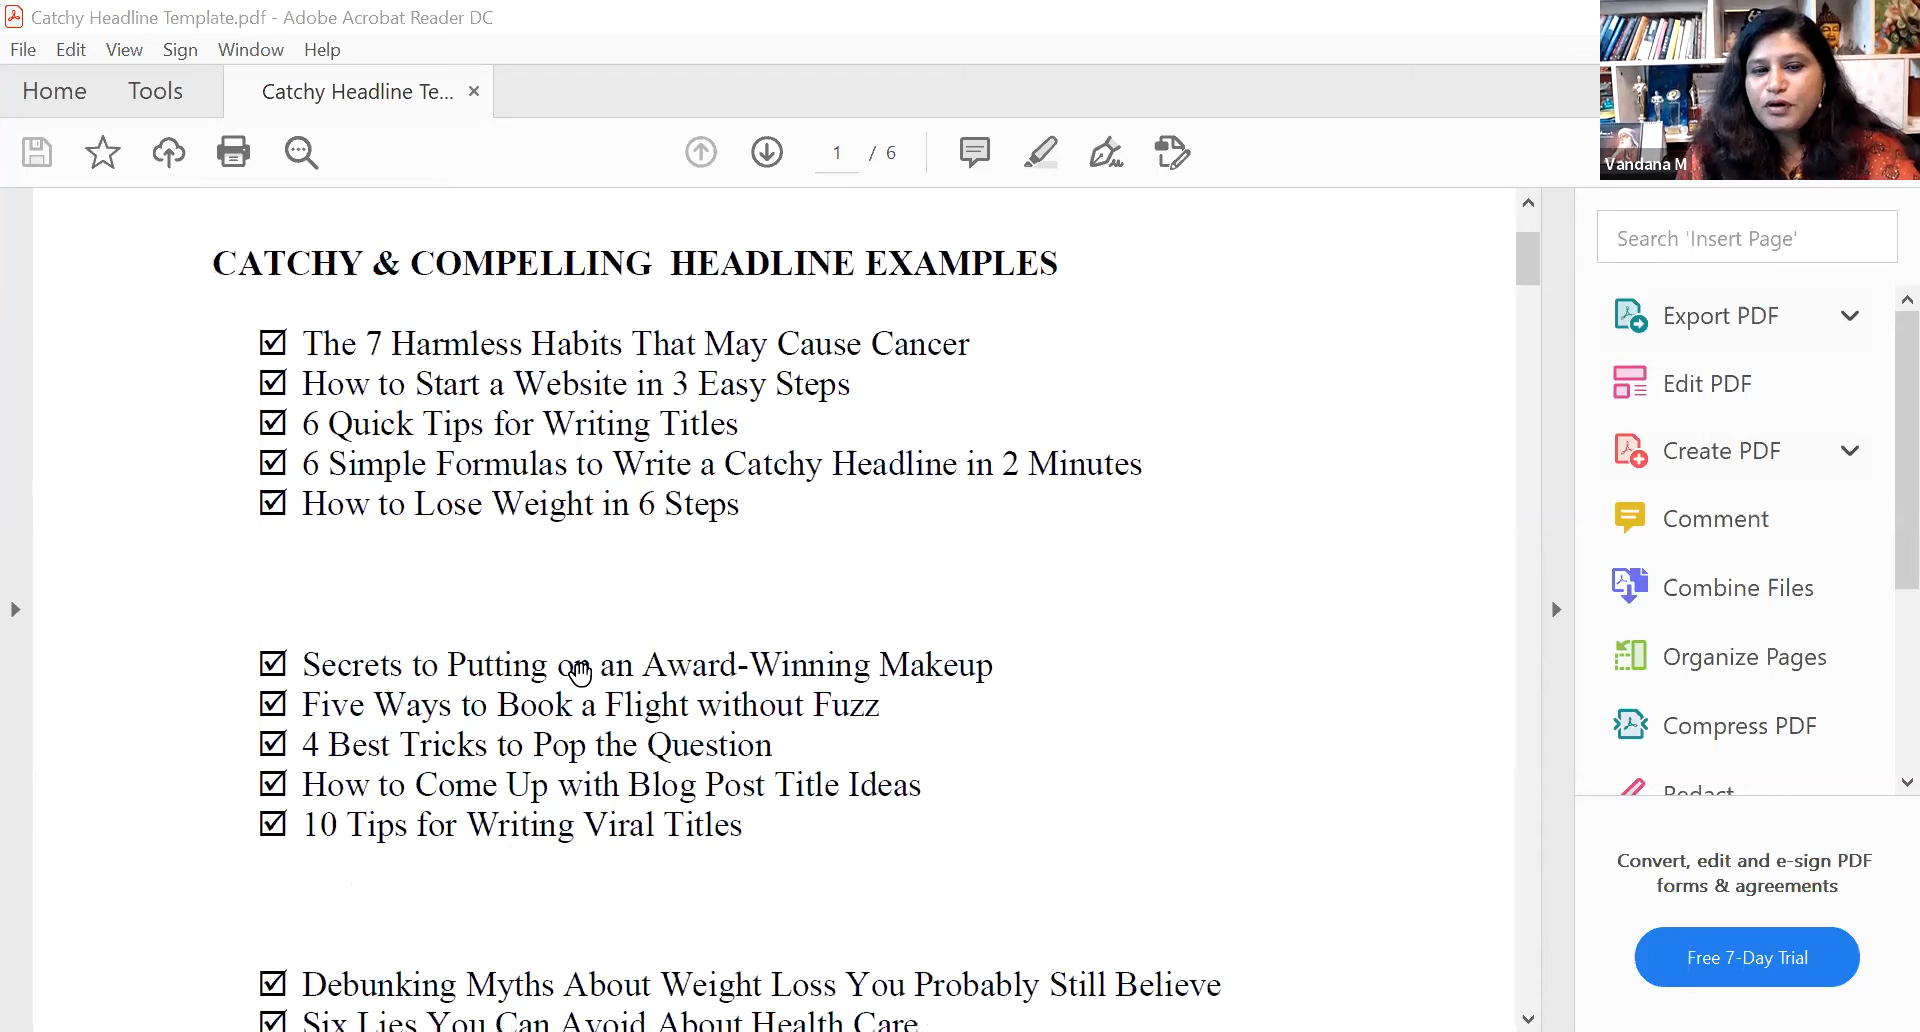 Catchy Headline Template.pdf - Adobe Acrobat Reader DC
File Edit View Sign Window Help
Home Tools Catchy Headline Te... ×
1 / 6
Vandana M
CATCHY & COMPELLING HEADLINE EXAMPLES
The 7 Harmless Habits That May Cause Cancer
How to Start a Website in 3 Easy Steps
6 Quick Tips for Writing Titles
6 Simple Formulas to Write a Catchy Headline in 2 Minutes
How to Lose Weight in 6 Steps
Secrets to Putting on an Award-Winning Makeup
Five Ways to Book a Flight without Fuzz
4 Best Tricks to Pop the Question
How to Come Up with Blog Post Title Ideas
10 Tips for Writing Viral Titles
Debunking Myths About Weight Loss You Probably Still Believe
Six Lies You Can Avoid About Health Care
Search 'Insert Page'
Export PDF
Edit PDF
Create PDF
Comment
Combine Files
Organize Pages
Compress PDF
Redact
Convert, edit and e-sign PDF
forms & agreements
Free 7-Day Trial